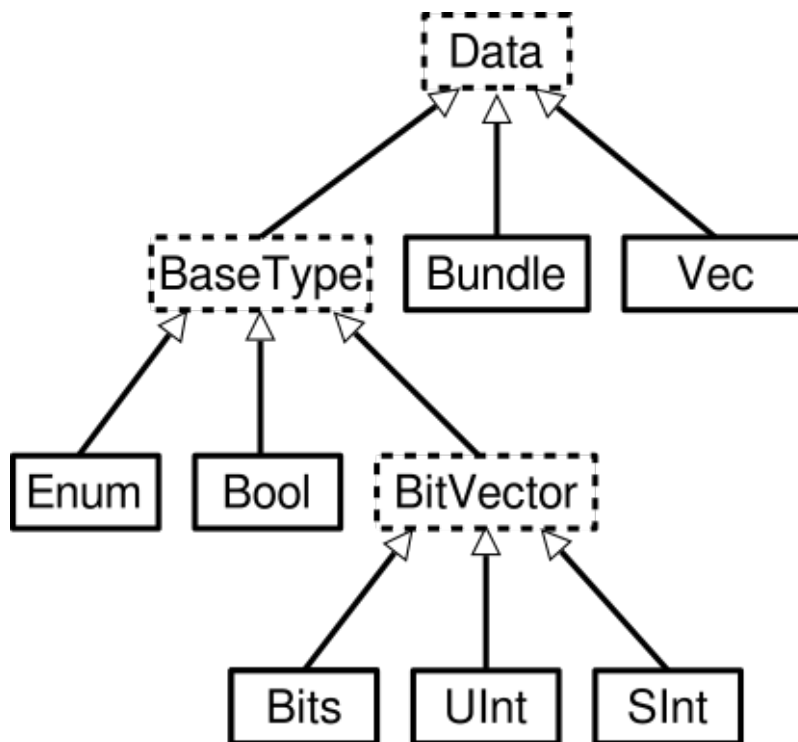 Data
BaseType
Bundle
Vec
Enum
Bool
BitVector
Bits
UInt
SInt